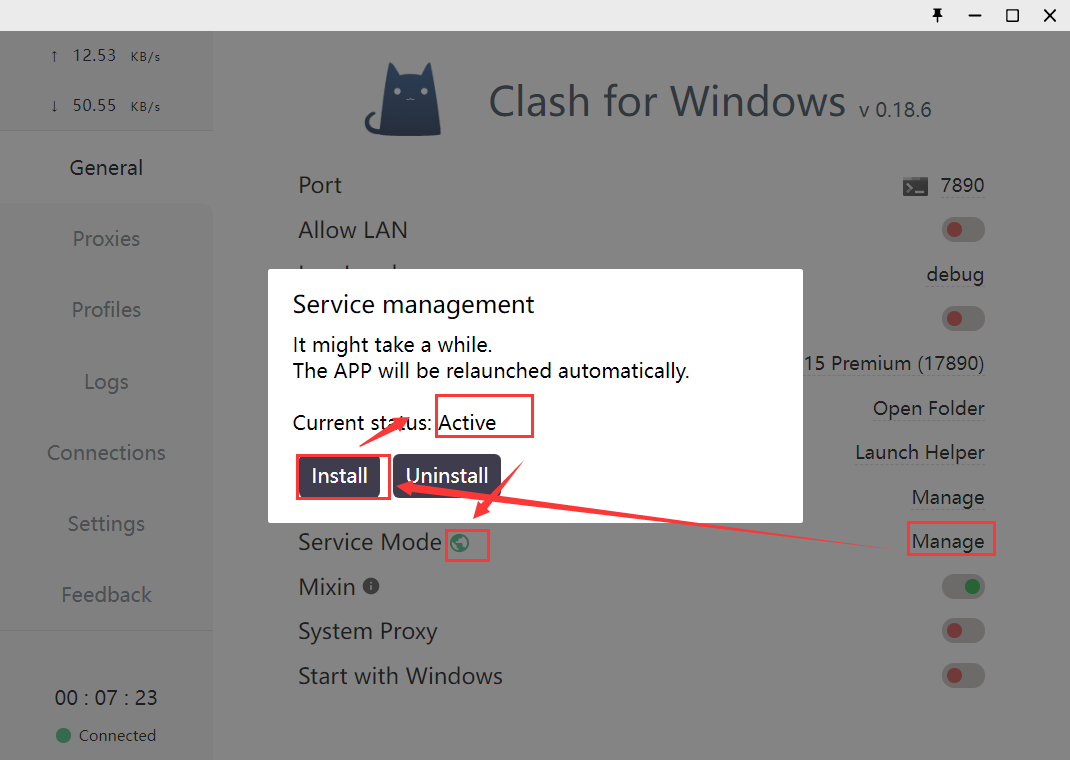 ↑ 12.53 KB/s
↓ 50.55 KB/s
General
Proxies
Profiles
Logs
Connections
Settings
Feedback
00 : 07 : 23
Connected
Clash for Windows v 0.18.6
Port 7890
Allow LAN
debug
15 Premium (17890)
Open Folder
Launch Helper
Manage
Service management
It might take a while.
The APP will be relaunched automatically.
Current status: Active
Install Uninstall
Service Mode Manage
Mixin
System Proxy
Start with Windows